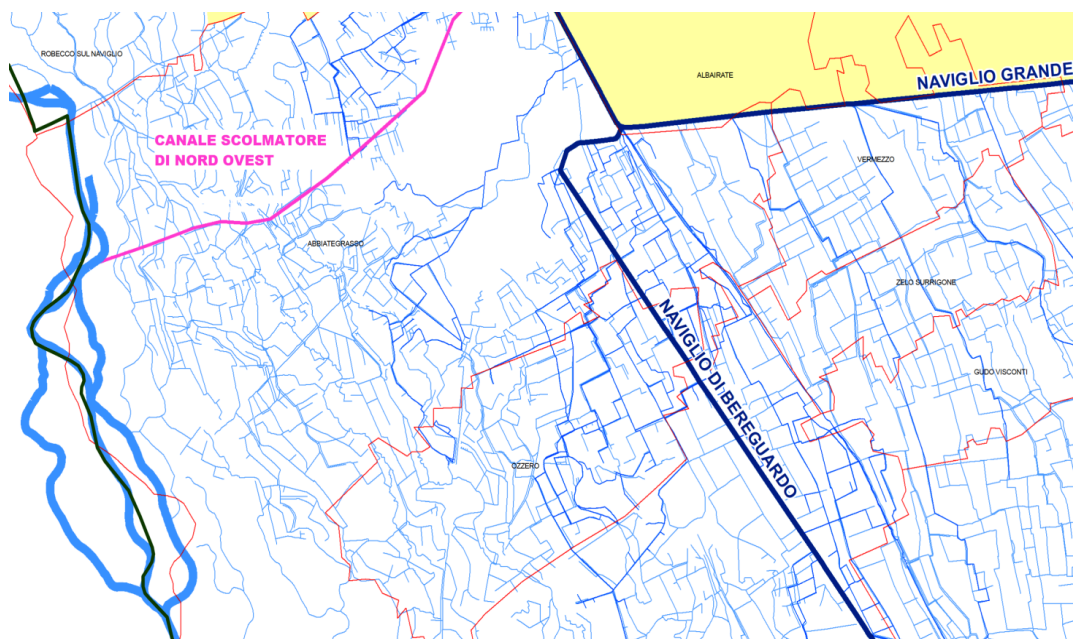 ROBECCO SUL NAVIGLIO
ALBAIRATE
NAVIGLIO GRANDE
CANALE SCOLMATORE
DI NORD OVEST
VERMEZZO
ABBIATEGRASSO
ZELO SURRIGONE
NAVIGLIO DI BEREGUARDO
GUDO VISCONTI
OZZERO